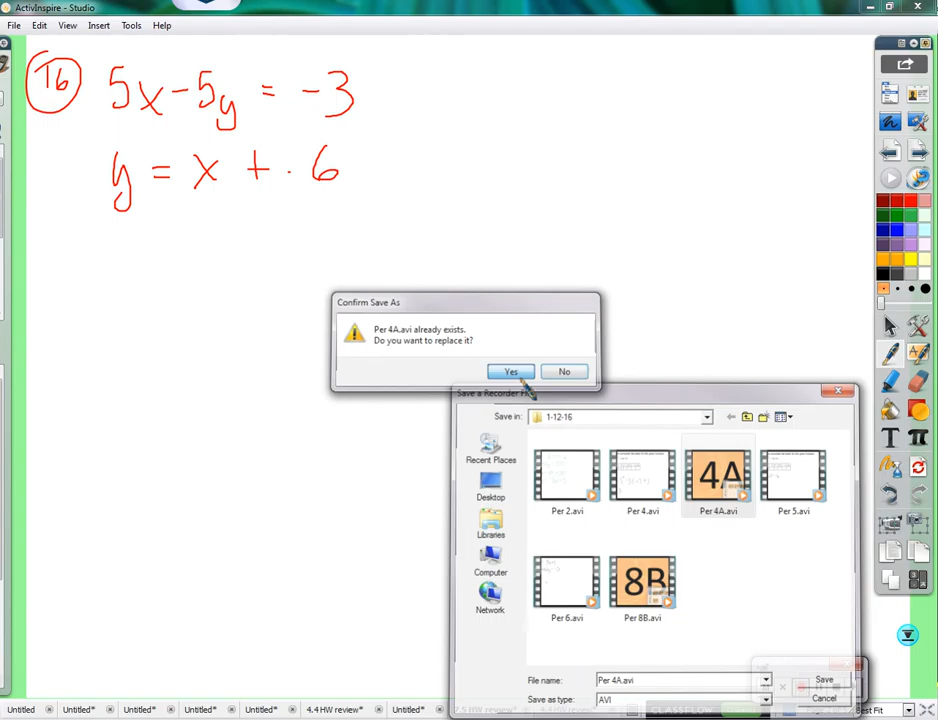 ActivInspire - Studio
File Edit View Insert Tools Help
16 5x - 5y = -3
y = x + .6
Confirm Save As
Per 4A.avi already exists.
Do you want to replace it?
Yes No
Save a Recorder
Save in: 1-12-16
Recent Places
Desktop
Libraries
Computer
Network
4A
Per 2.avi Per 4.avi Per 4A.avi Per 5.avi
8B
Per 6.avi Per 8B.avi
File name: Per 4A.avi Save
Save as type: AVI Cancel
Untitled Untitled* Untitled* Untitled* 4.4 HW review* Untitled* Untitled* Untitled* Untitled* Best Fit